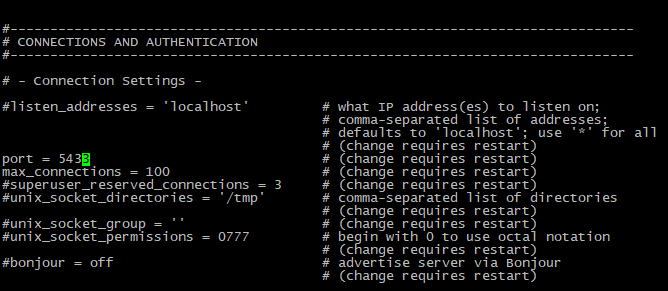 #------------------------------------------------------------------------------
# CONNECTIONS AND AUTHENTICATION
#------------------------------------------------------------------------------
# - Connection Settings -
#listen_addresses = 'localhost' # what IP address(es) to listen on;
# comma-separated list of addresses;
# defaults to 'localhost'; use '*' for all
# (change requires restart)
port = 5433 # (change requires restart)
max_connections = 100 # (change requires restart)
#superuser_reserved_connections = 3 # (change requires restart)
#unix_socket_directories = '/tmp' # comma-separated list of directories
# (change requires restart)
#unix_socket_group = '' # (change requires restart)
#unix_socket_permissions = 0777 # begin with 0 to use octal notation
# (change requires restart)
#bonjour = off # advertise server via Bonjour
# (change requires restart)